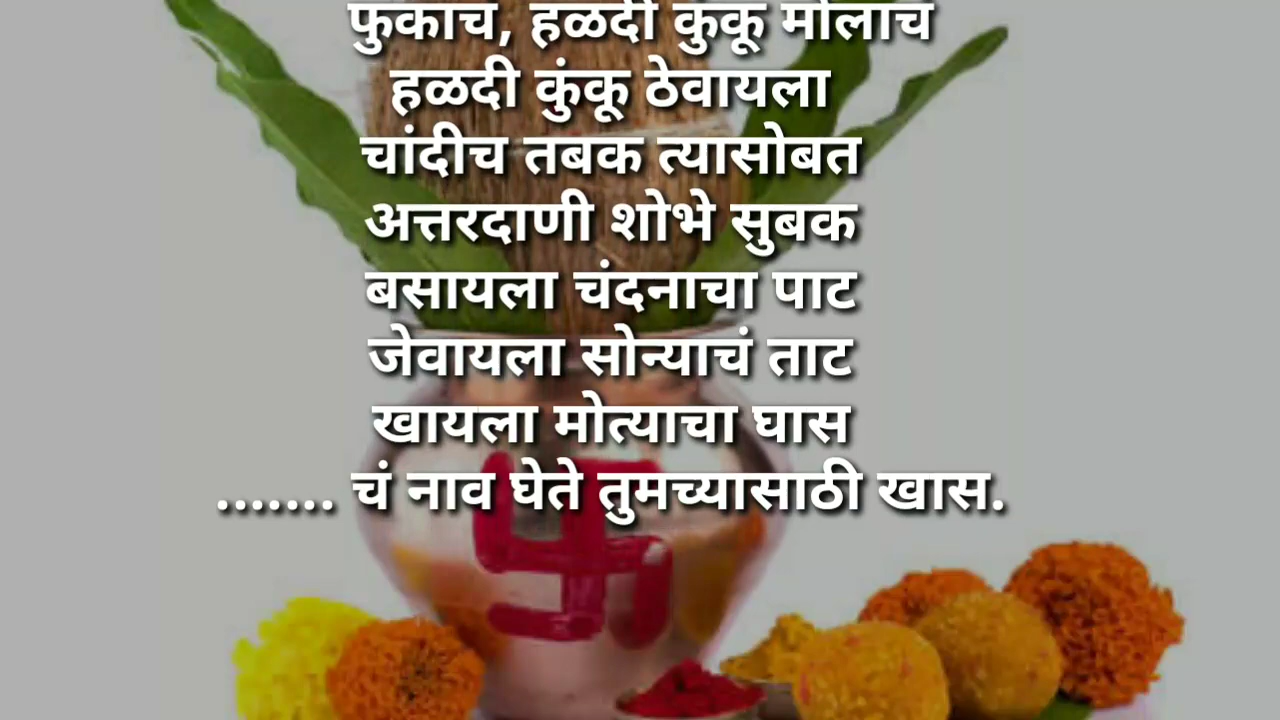 फुकाचं, हळदी कुंकू मोलाचं
हळदी कुंकू ठेवायला
चांदीच तबक त्यासोबत
अत्तरदाणी शोभे सुबक
बसायला चंदनाचा पाट
जेवायला सोन्याचं ताट
खायला मोत्याचा घास
....... चं नाव घेते तुमच्यासाठी खास.